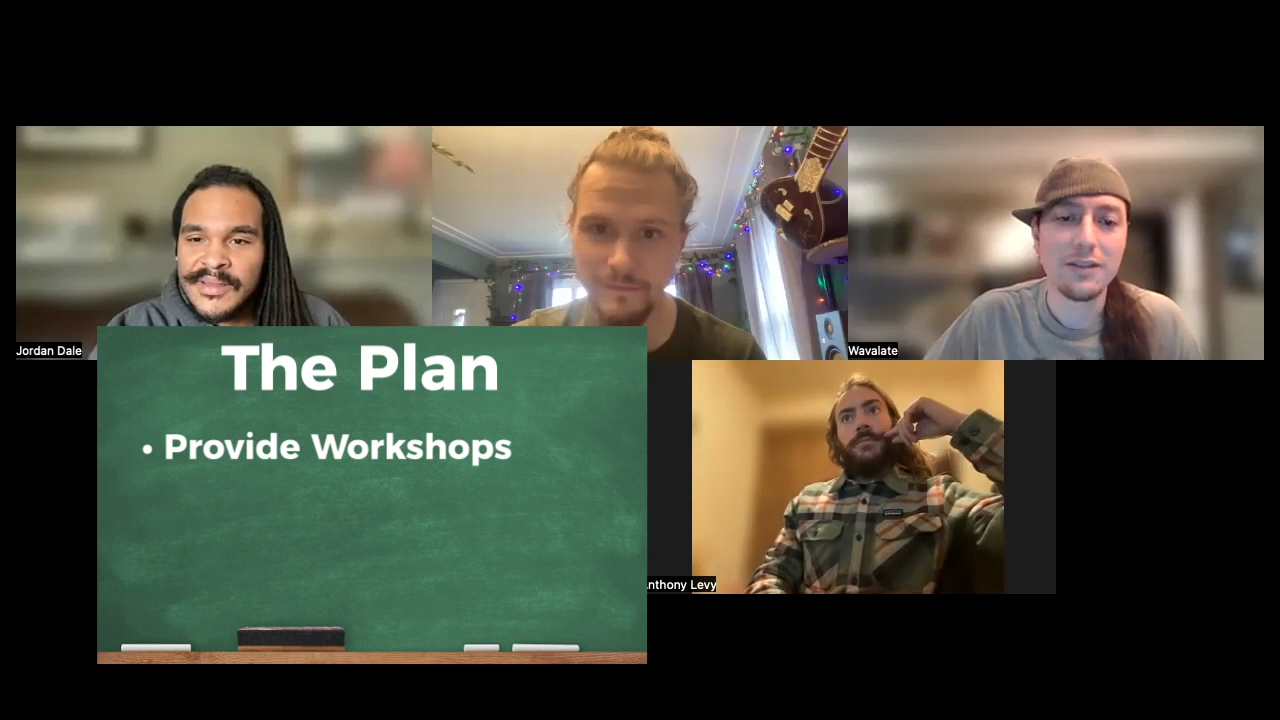 Jordan Dale
Wavalate
The Plan
• Provide Workshops
nthony Levy